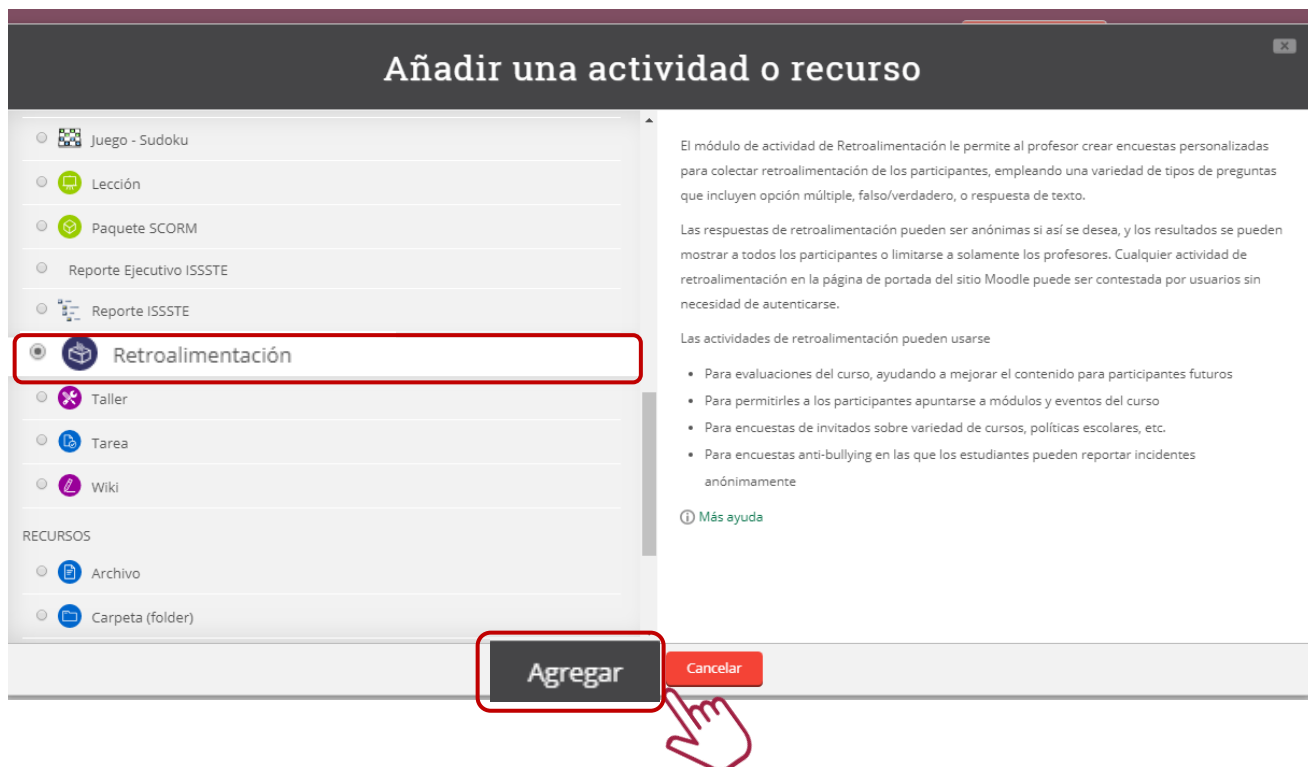 Añadir una actividad o recurso
Juego - Sudoku
Lección
Paquete SCORM
Reporte Ejecutivo ISSSTE
Reporte ISSSTE
Retroalimentación
Taller
Tarea
Wiki
RECURSOS
Archivo
Carpeta (folder)
El módulo de actividad de Retroalimentación le permite al profesor crear encuestas personalizadas
para colectar retroalimentación de los participantes, empleando una variedad de tipos de preguntas
que incluyen opción múltiple, falso/verdadero, o respuesta de texto.
Las respuestas de retroalimentación pueden ser anónimas si así se desea, y los resultados se pueden
mostrar a todos los participantes o limitarse a solamente los profesores. Cualquier actividad de
retroalimentación en la página de portada del sitio Moodle puede ser contestada por usuarios sin
necesidad de autenticarse.
Las actividades de retroalimentación pueden usarse
• Para evaluaciones del curso, ayudando a mejorar el contenido para participantes futuros
• Para permitirles a los participantes apuntarse a módulos y eventos del curso
• Para encuestas de invitados sobre variedad de cursos, políticas escolares, etc.
• Para encuestas anti-bullying en las que los estudiantes pueden reportar incidentes
anónimamente
Más ayuda
Agregar
Cancelar